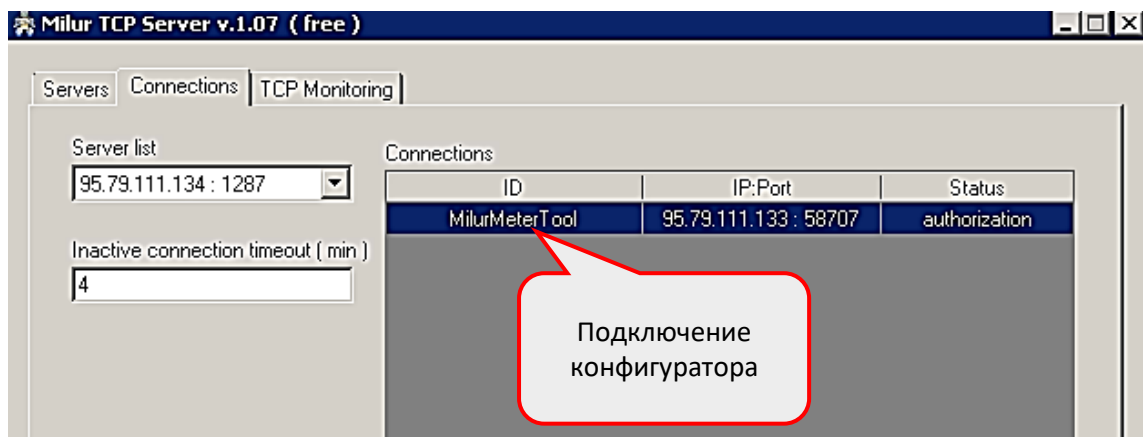 Milur TCP Server v.1.07 ( free )
Servers Connections TCP Monitoring
Server list
95.79.111.134 : 1287
Inactive connection timeout ( min )
4
Connections
ID IP:Port Status
MilurMeterTool 95.79.111.133 : 58707 authorization
Подключение
конфигуратора